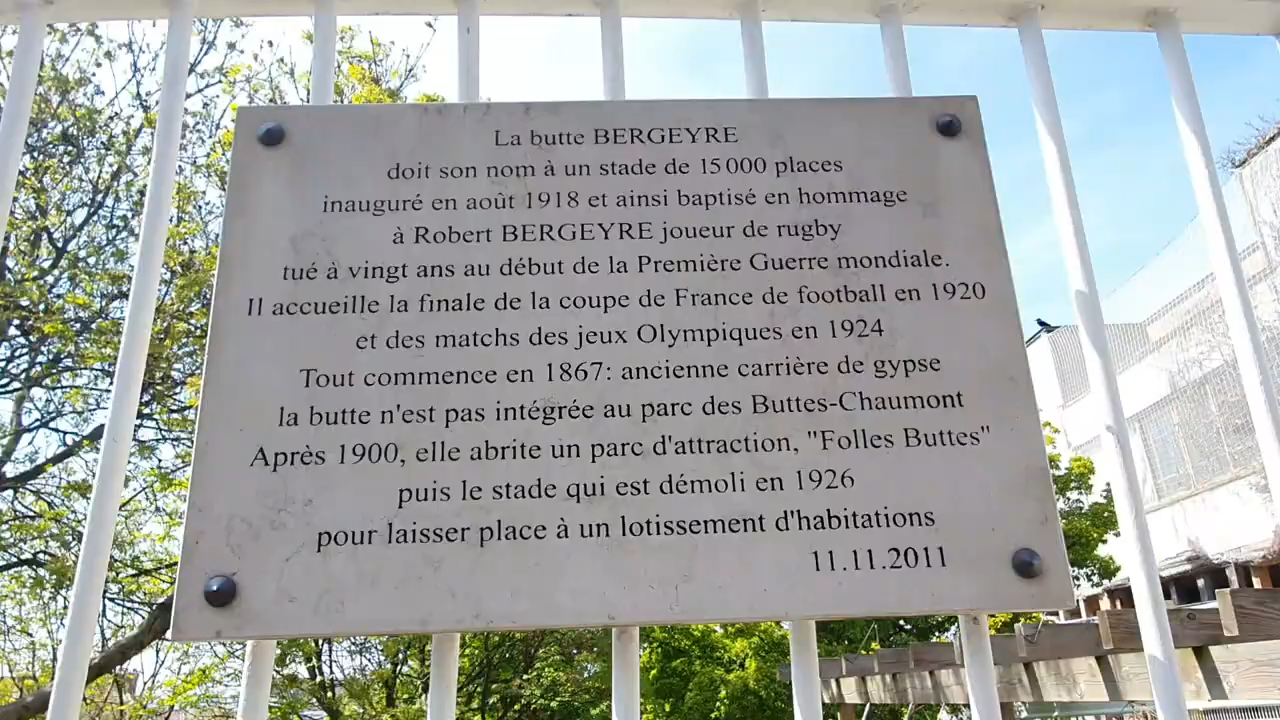 La butte BERGEYRE
doit son nom à un stade de 15 000 places
inauguré en août 1918 et ainsi baptisé en hommage
à Robert BERGEYRE joueur de rugby
tué à vingt ans au début de la Première Guerre mondiale.
Il accueille la finale de la coupe de France de football en 1920
et des matchs des jeux Olympiques en 1924
Tout commence en 1867: ancienne carrière de gypse
la butte n'est pas intégrée au parc des Buttes-Chaumont
Après 1900, elle abrite un parc d'attraction, "Folles Buttes"
puis le stade qui est démoli en 1926
pour laisser place à un lotissement d'habitations
11.11.2011